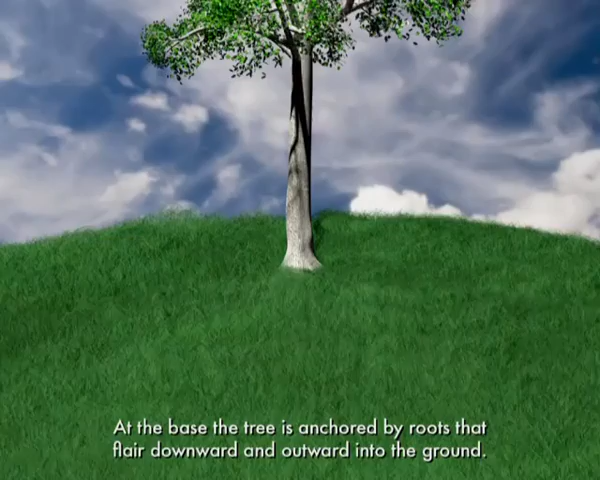 At the base the tree is anchored by roots that
flair downward and outward into the ground.